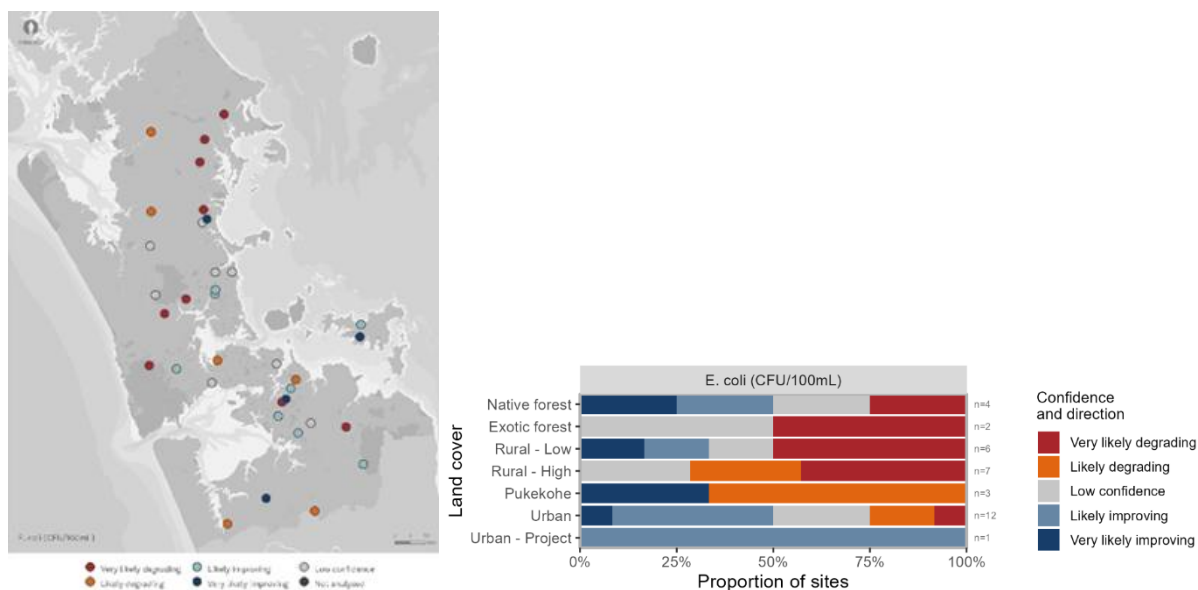 E. coli (CFU/100mL)
Very likely degrading
Likely improving
Low confidence
Likely degrading
Very likely improving
Not analysed
E. coli (CFU/100mL)
Land cover
Native forest
n=4
Exotic forest
n=2
Rural - Low
n=6
Rural - High
n=7
Pukekohe
n=3
Urban
n=12
Urban - Project
n=1
0%
25%
50%
75%
100%
Proportion of sites
Confidence
and direction
Very likely degrading
Likely degrading
Low confidence
Likely improving
Very likely improving